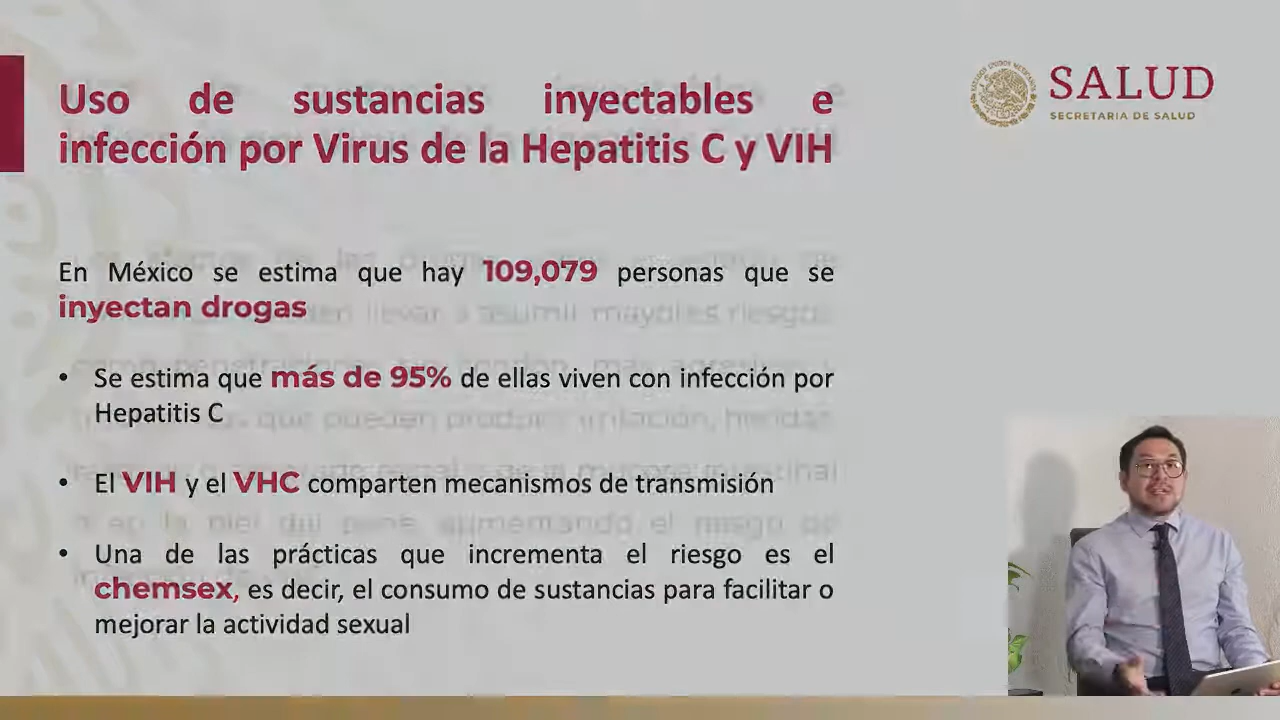 Uso de sustancias inyectables e
infección por Virus de la Hepatitis C y VIH
SALUD
SECRETARÍA DE SALUD
En México se estima que hay 109,079 personas que se
inyectan drogas
• Se estima que más de 95% de ellas viven con infección por
Hepatitis C
• El VIH y el VHC comparten mecanismos de transmisión
• Una de las prácticas que incrementa el riesgo es el
chemsex, es decir, el consumo de sustancias para facilitar o
mejorar la actividad sexual